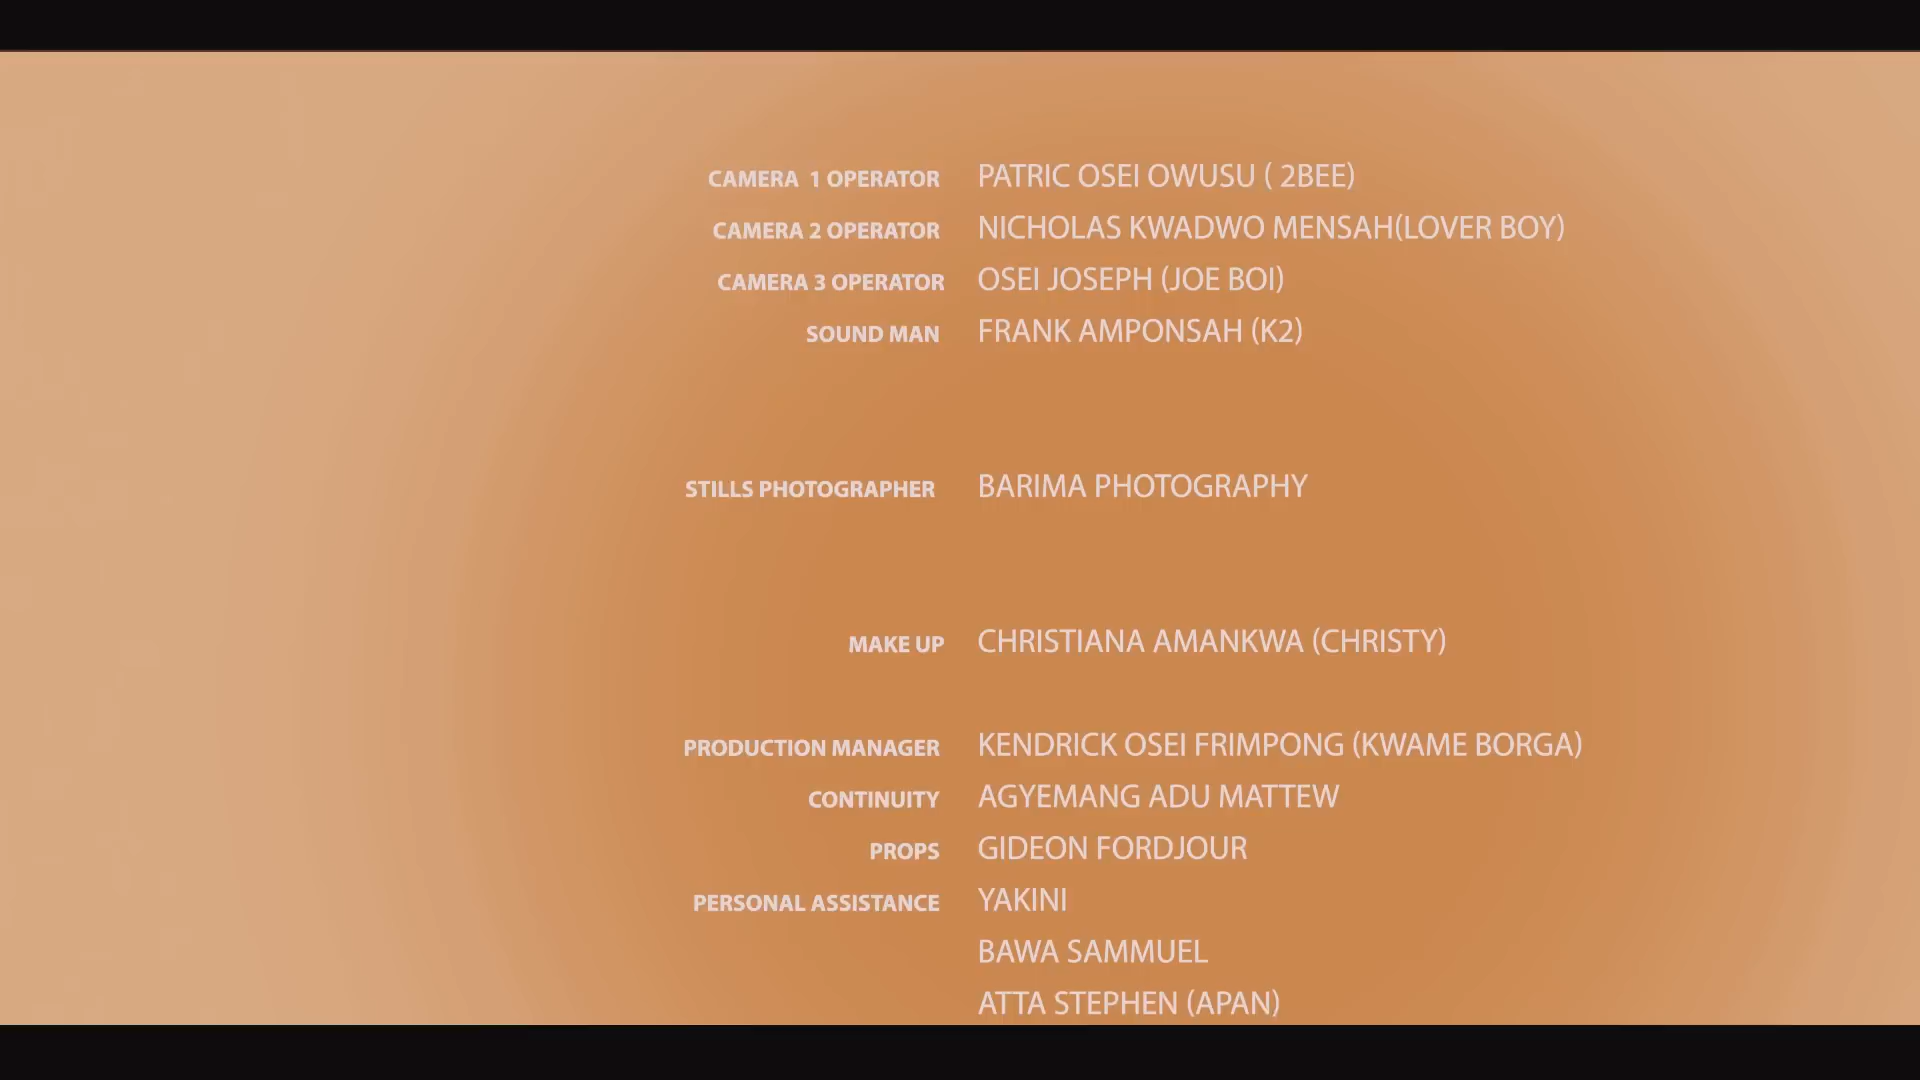 CAMERA  1 OPERATOR PATRIC OSEI OWUSU ( 2BEE)
CAMERA 2 OPERATOR NICHOLAS KWADWO MENSAH(LOVER BOY)
CAMERA 3 OPERATOR OSEI JOSEPH (JOE BOI)
SOUND MAN FRANK AMPONSAH (K2)
STILLS PHOTOGRAPHER BARIMA PHOTOGRAPHY
MAKE UP CHRISTIANA AMANKWA (CHRISTY)
PRODUCTION MANAGER KENDRICK OSEI FRIMPONG (KWAME BORGA)
CONTINUITY AGYEMANG ADU MATTEW
PROPS GIDEON FORDJOUR
PERSONAL ASSISTANCE YAKINI
BAWA SAMMUEL
ATTA STEPHEN (APAN)